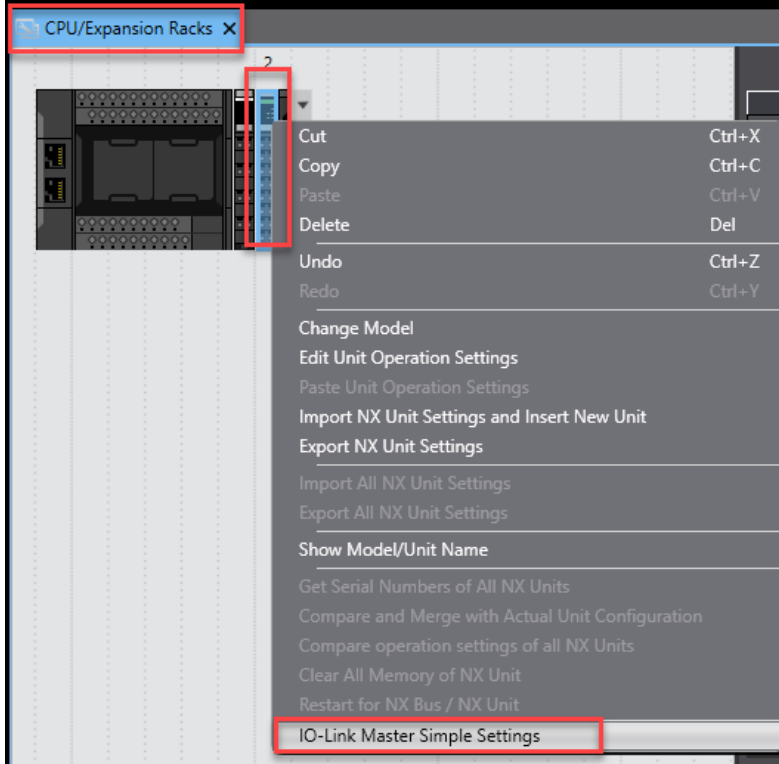 CPU/Expansion Racks X
2
Cut Ctrl+X
Copy Ctrl+C
Paste Ctrl+V
Delete Del
Undo Ctrl+Z
Redo Ctrl+Y
Change Model
Edit Unit Operation Settings
Paste Unit Operation Settings
Import NX Unit Settings and Insert New Unit
Export NX Unit Settings
Import All NX Unit Settings
Export All NX Unit Settings
Show Model/Unit Name
Get Serial Numbers of All NX Units
Compare and Merge with Actual Unit Configuration
Compare operation settings of all NX Units
Clear All Memory of NX Unit
Restart for NX Bus / NX Unit
IO-Link Master Simple Settings